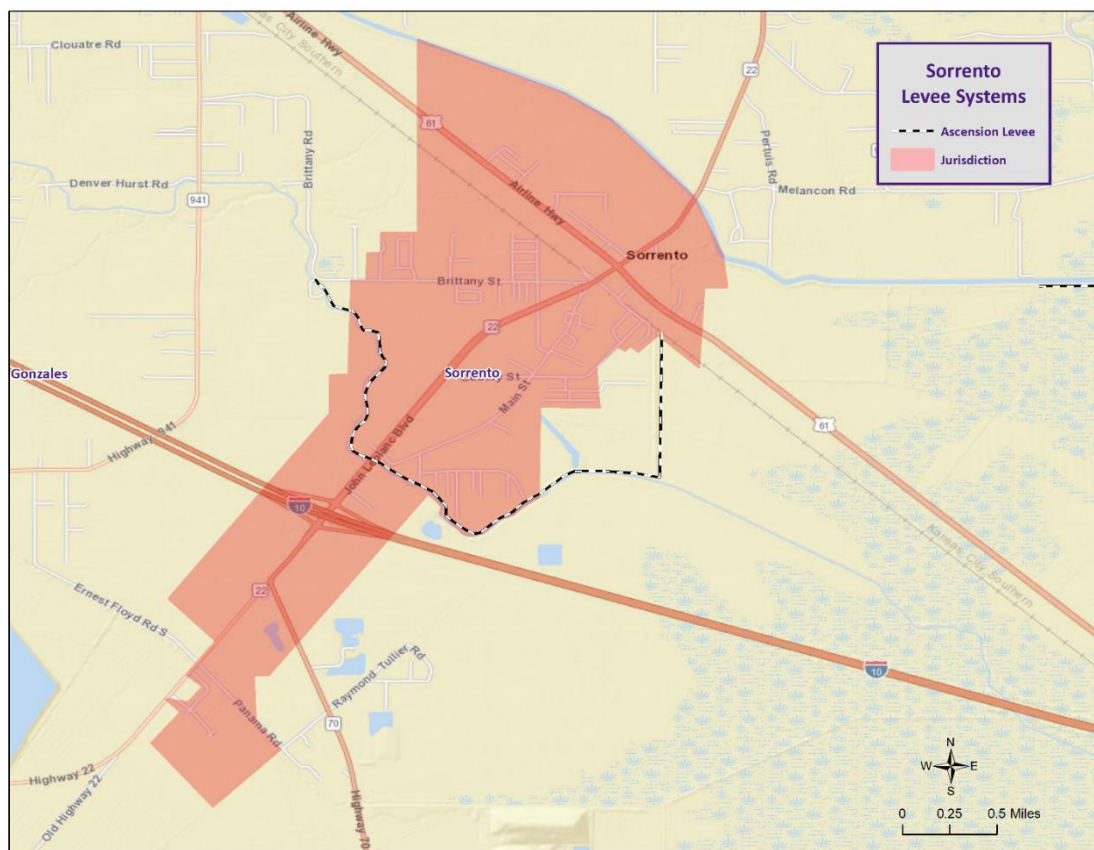 Sorrento
Levee Systems
Ascension Levee
Jurisdiction
Clouatre Rd
Airline Hwy
Kansas City Southern
61
22
Brittany Rd
Pertuis Rd
Denver Hurst Rd
941
Melancon Rd
Airline Hwy
Sorrento
Brittany St
22
Gonzales
Sorrento
St
Main St
61
Highway 941
John Leblanc Blvd
10
Kansas City Southern
22
Ernest Floyd Rd S
Raymond Tullier Rd
10
Panama Rd
70
Highway 22
Old Highway 22
Highway 70
N
W
E
S
0 0.25 0.5 Miles